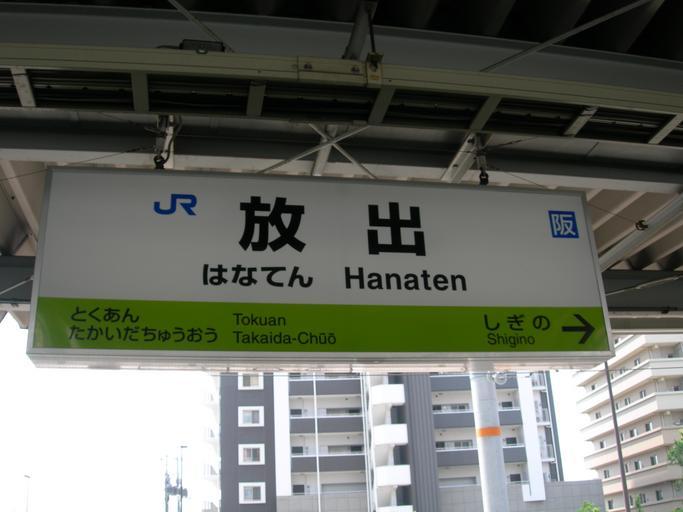 JR 放出 阪
はなてん Hanaten
とくあん Tokuan しぎの →
たかいだちゅうおう Takaida-Chūō Shigino